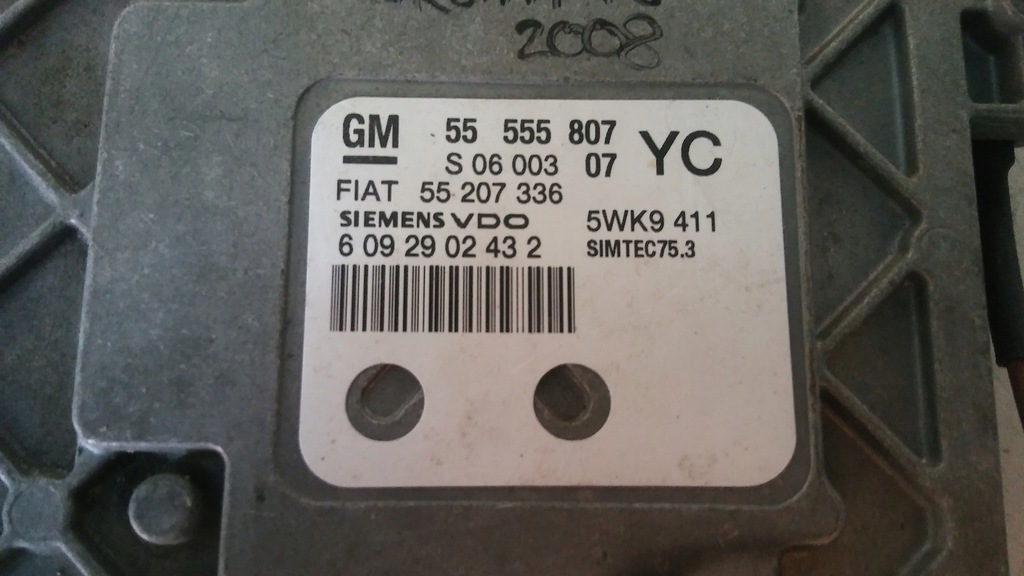 2008
GM 55 555 807 YC
S 06 003 07
FIAT 55 207 336
SIEMENS VDO 5WK9 411
6 09 29 02 43 2 SIMTEC75.3